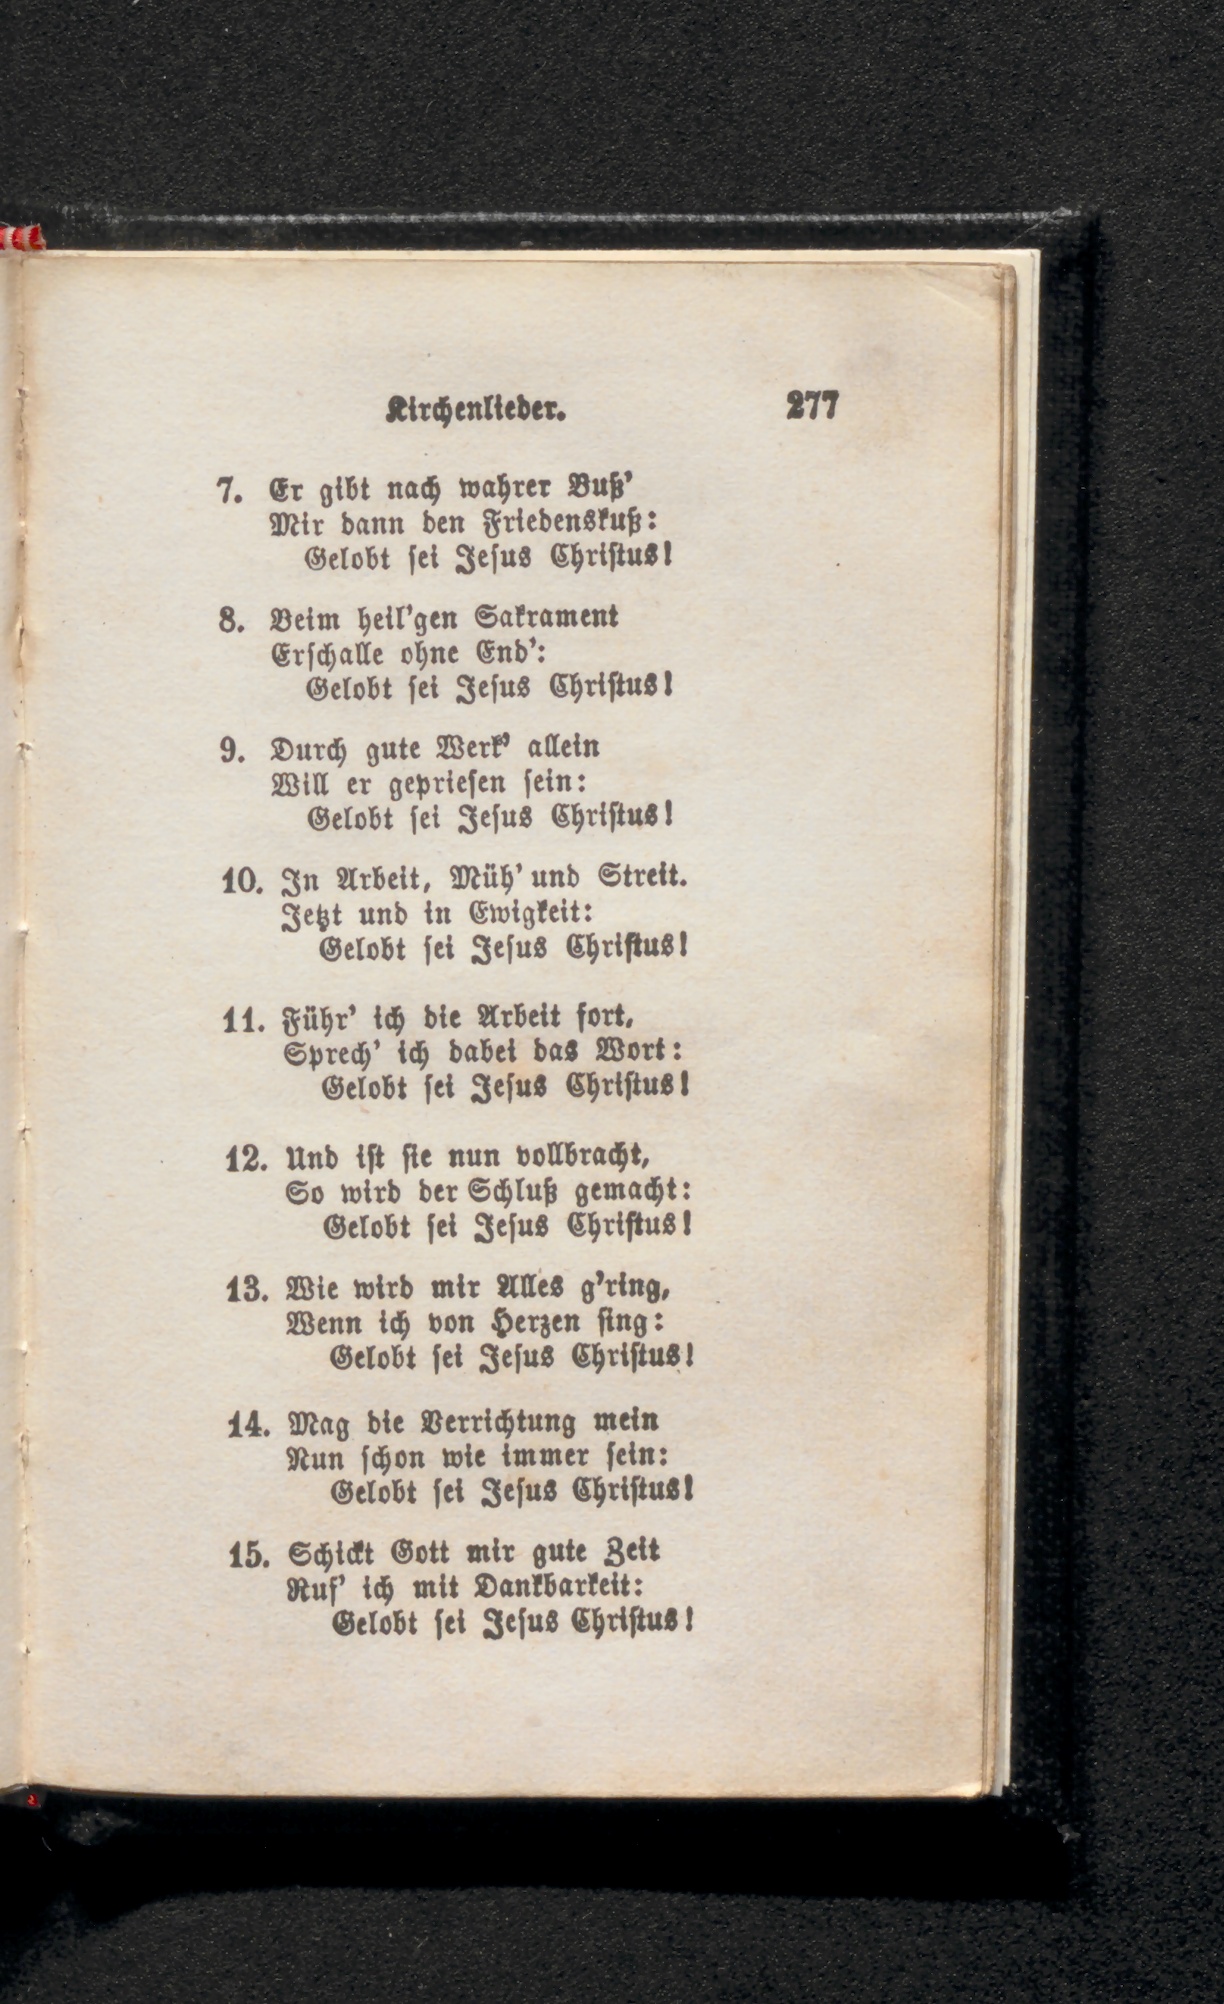 Kirchenlieder. 277
7. Er gibt nach wahrer Buß'
Mir dann den Friedenskuß:
Gelobt sei Jesus Christus!
8. Beim heil'gen Sakrament
Erschalle ohne End':
Gelobt sei Jesus Christus!
9. Durch gute Werk' allein
Will er gepriesen sein:
Gelobt sei Jesus Christus!
10. In Arbeit, Müh' und Streit.
Jetzt und in Ewigkeit:
Gelobt sei Jesus Christus!
11. Führ' ich die Arbeit fort,
Sprech' ich dabei das Wort:
Gelobt sei Jesus Christus!
12. Und ist sie nun vollbracht,
So wird der Schluß gemacht:
Gelobt sei Jesus Christus!
13. Wie wird mir Alles g'ring,
Wenn ich von Herzen sing:
Gelobt sei Jesus Christus!
14. Mag die Verrichtung mein
Nun schon wie immer sein:
Gelobt sei Jesus Christus!
15. Schickt Gott mir gute Zeit
Ruf' ich mit Dankbarkeit:
Gelobt sei Jesus Christus!